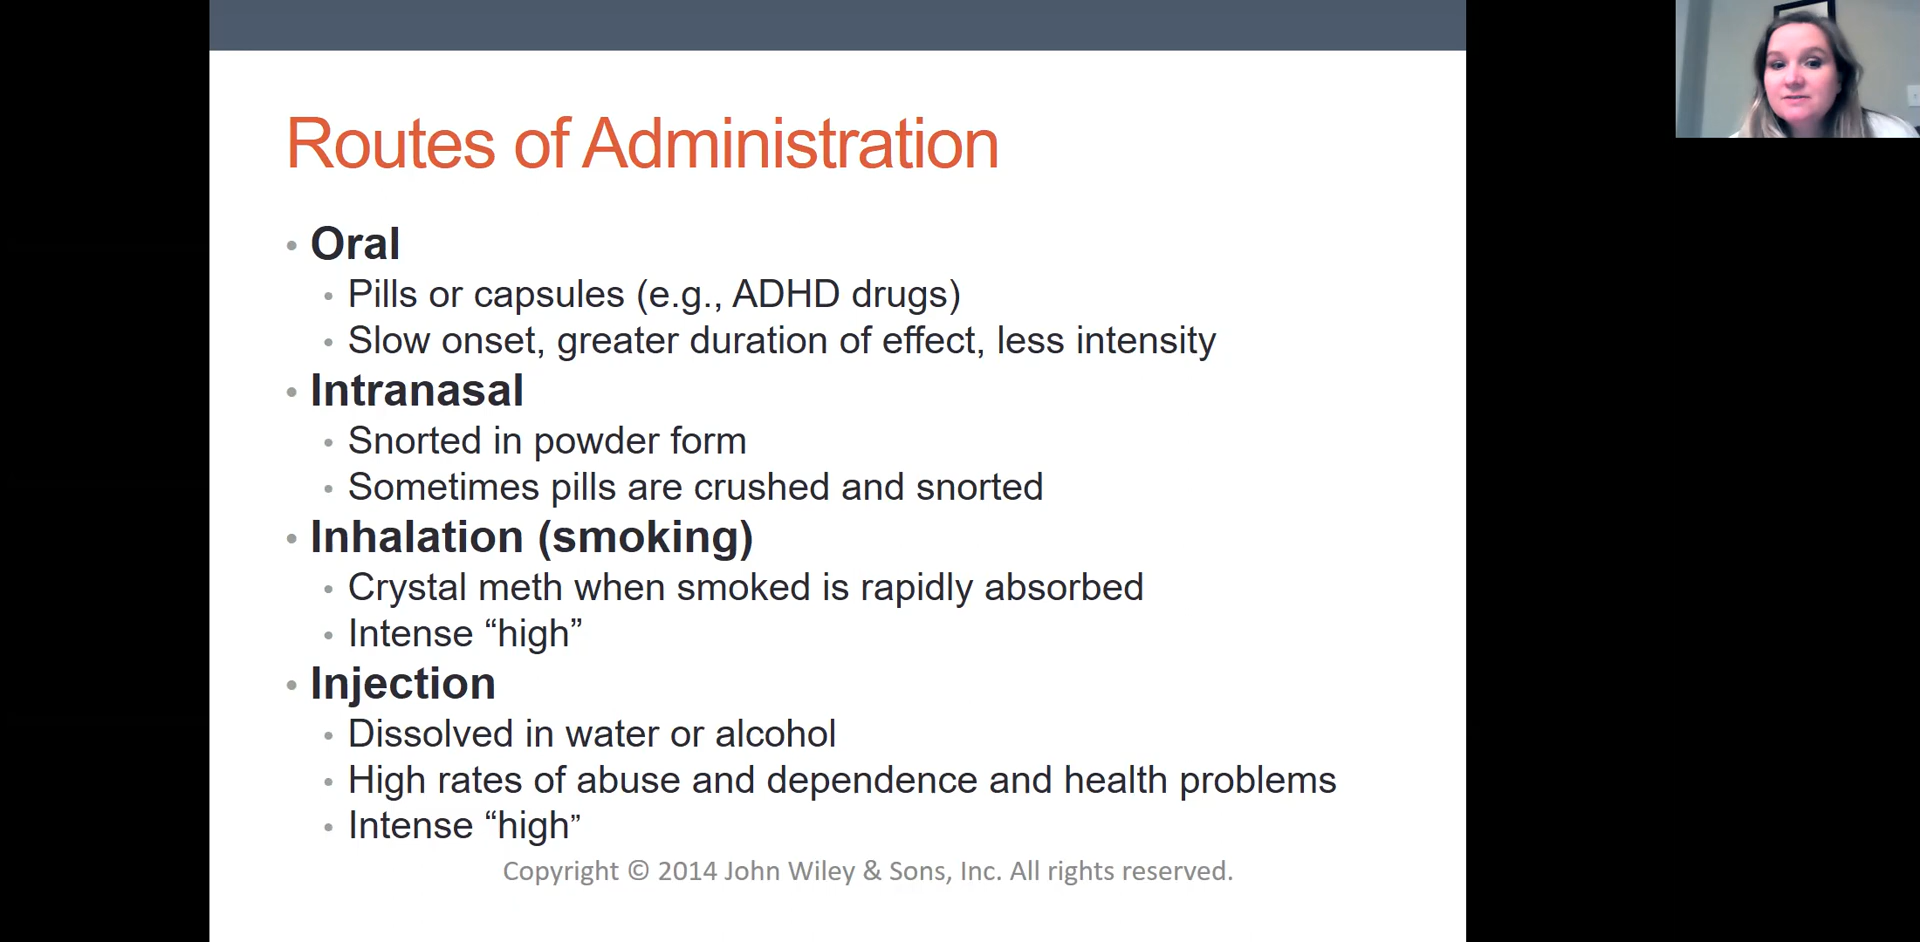 Routes of Administration
• Oral
• Pills or capsules (e.g., ADHD drugs)
• Slow onset, greater duration of effect, less intensity
• Intranasal
• Snorted in powder form
• Sometimes pills are crushed and snorted
• Inhalation (smoking)
• Crystal meth when smoked is rapidly absorbed
• Intense “high”
• Injection
• Dissolved in water or alcohol
• High rates of abuse and dependence and health problems
• Intense “high”
Copyright © 2014 John Wiley & Sons, Inc. All rights reserved.